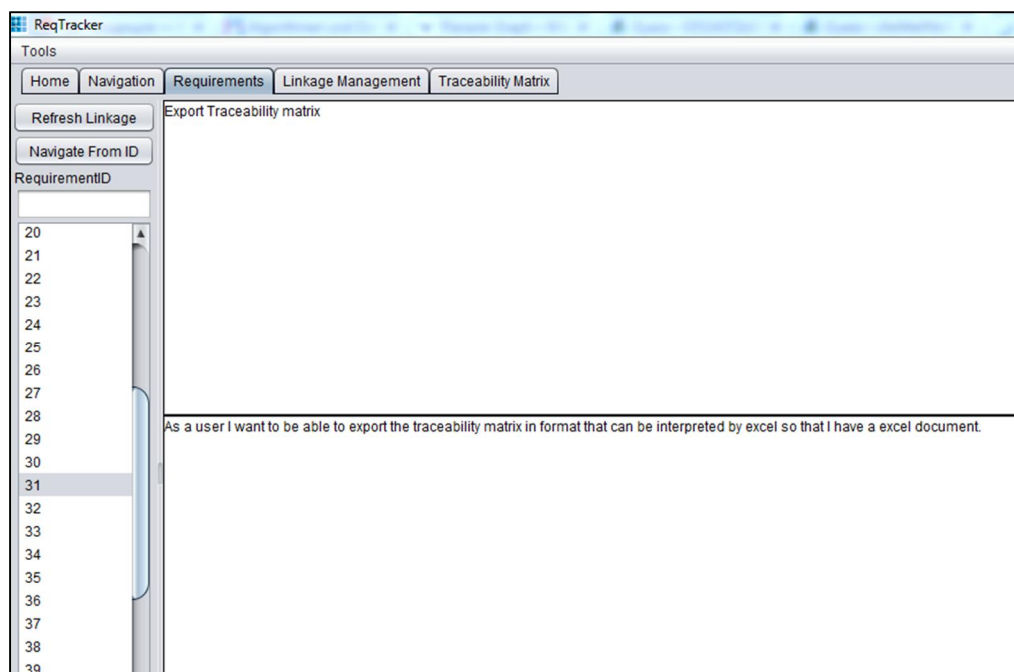 ReqTracker
Tools
Home Navigation Requirements Linkage Management Traceability Matrix
Refresh Linkage
Navigate From ID
RequirementID
20
21
22
23
24
25
26
27
28
29
30
31
32
33
34
35
36
37
38
39
Export Traceability matrix
As a user I want to be able to export the traceability matrix in format that can be interpreted by excel so that I have a excel document.